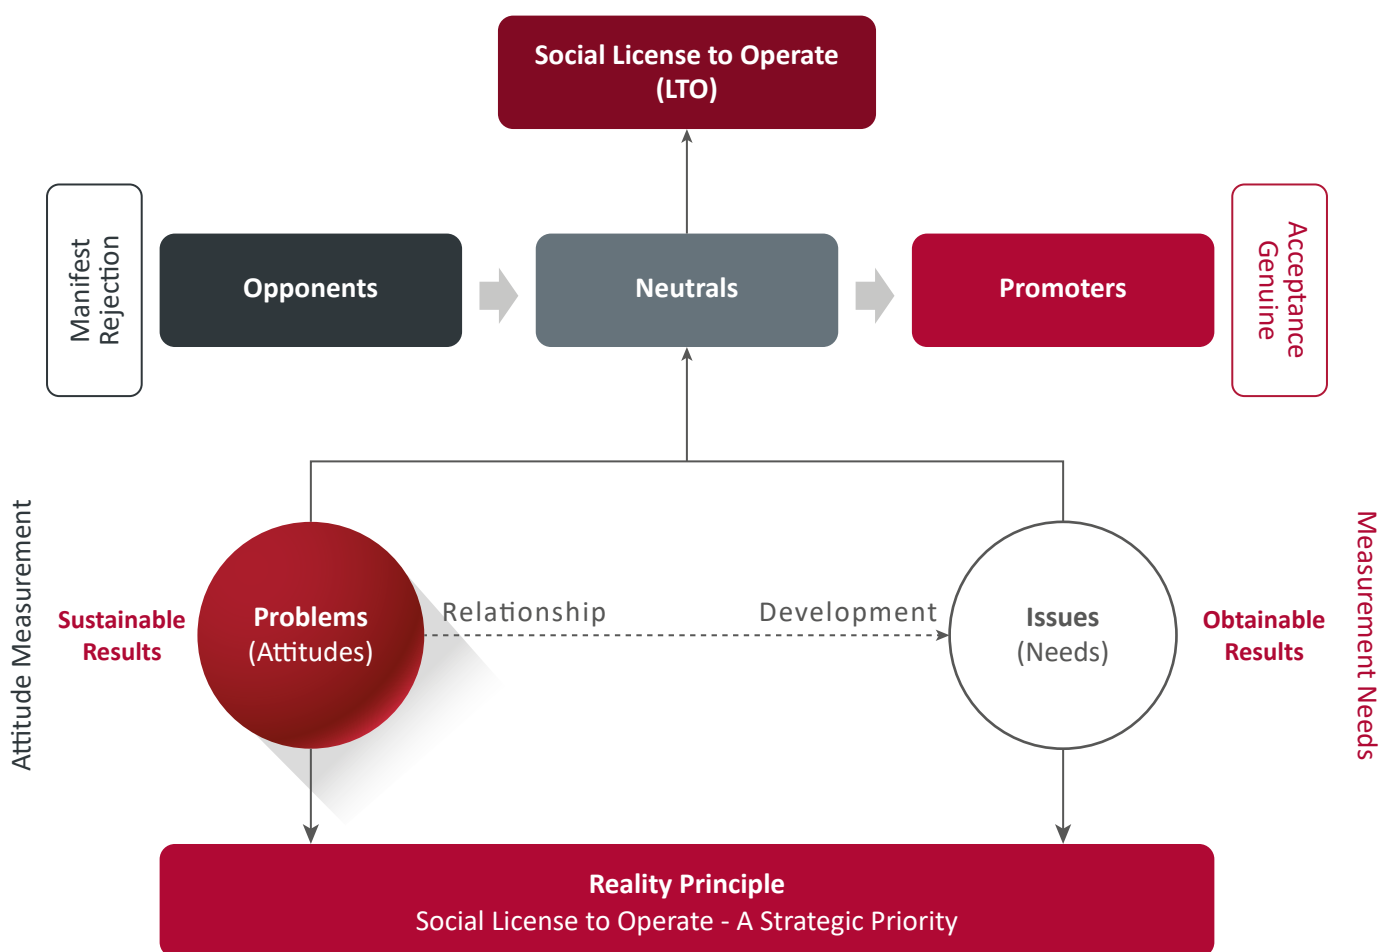 Social License to Operate
(LTO)
Manifest
Rejection
Opponents
Neutrals
Promoters
Acceptance
Genuine
Attitude Measurement
Sustainable
Results
Problems
(Attitudes)
Relationship
Development
Issues
(Needs)
Obtainable
Results
Measurement Needs
Reality Principle
Social License to Operate - A Strategic Priority